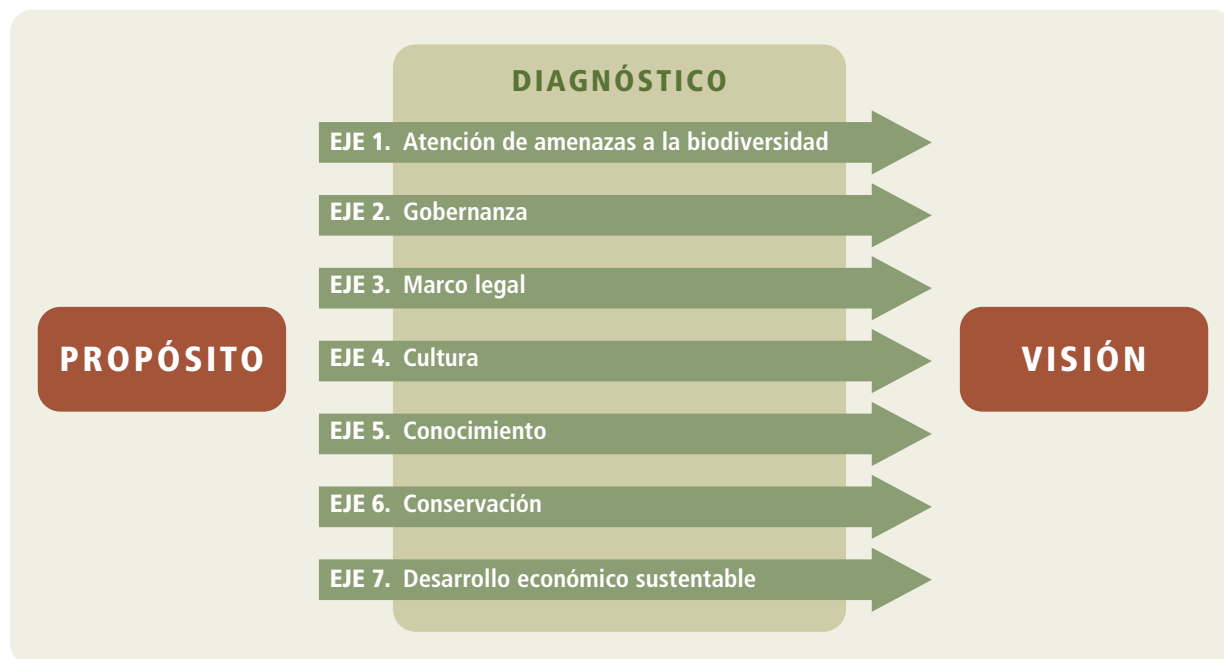 DIAGNÓSTICO
EJE 1. Atención de amenazas a la biodiversidad
EJE 2. Gobernanza
EJE 3. Marco legal
PROPÓSITO
EJE 4. Cultura
VISIÓN
EJE 5. Conocimiento
EJE 6. Conservación
EJE 7. Desarrollo económico sustentable